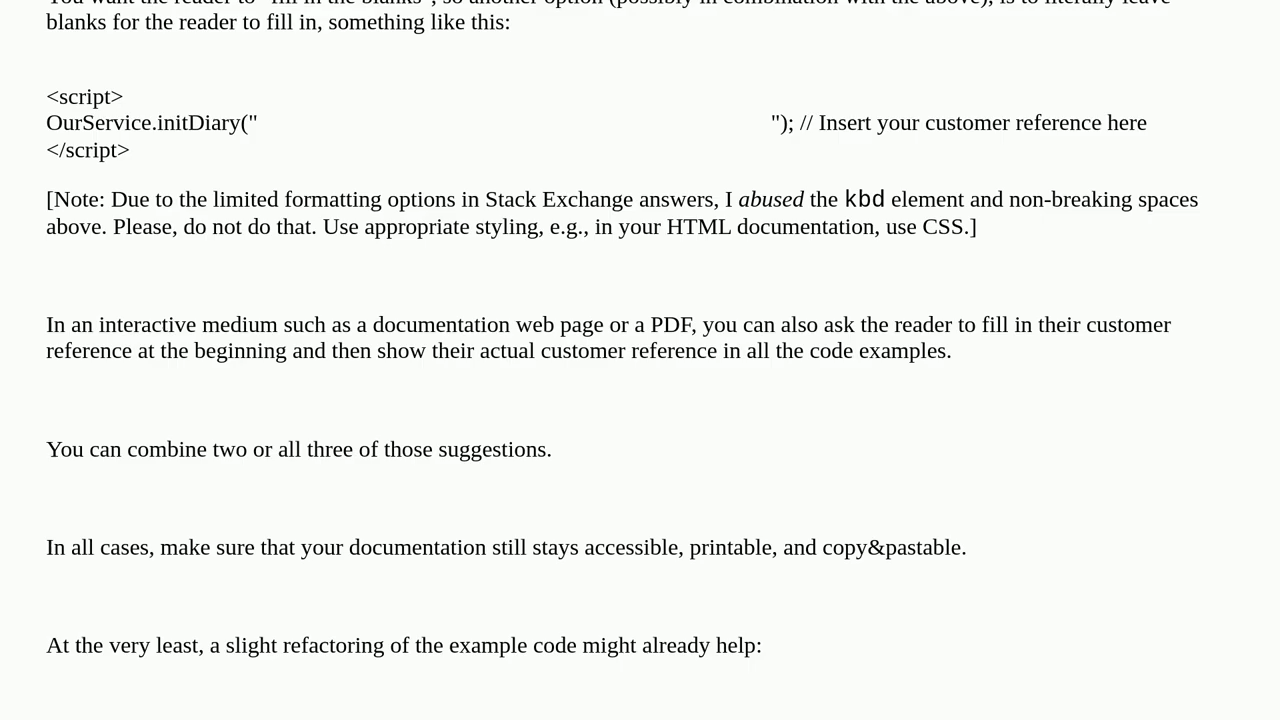 blanks for the reader to fill in, something like this:
<script>
OurService.initDiary(" "); // Insert your customer reference here
</script>
[Note: Due to the limited formatting options in Stack Exchange answers, I abused the kbd element and non-breaking spaces
above. Please, do not do that. Use appropriate styling, e.g., in your HTML documentation, use CSS.]
In an interactive medium such as a documentation web page or a PDF, you can also ask the reader to fill in their customer
reference at the beginning and then show their actual customer reference in all the code examples.
You can combine two or all three of those suggestions.
In all cases, make sure that your documentation still stays accessible, printable, and copy&pastable.
At the very least, a slight refactoring of the example code might already help: